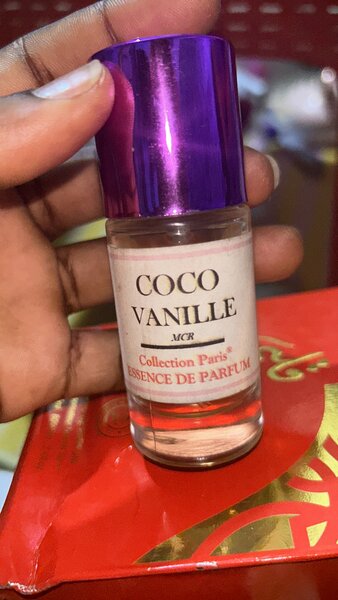 COCO
VANILLE
MCR
Collection Paris®
ESSENCE DE PARFUM